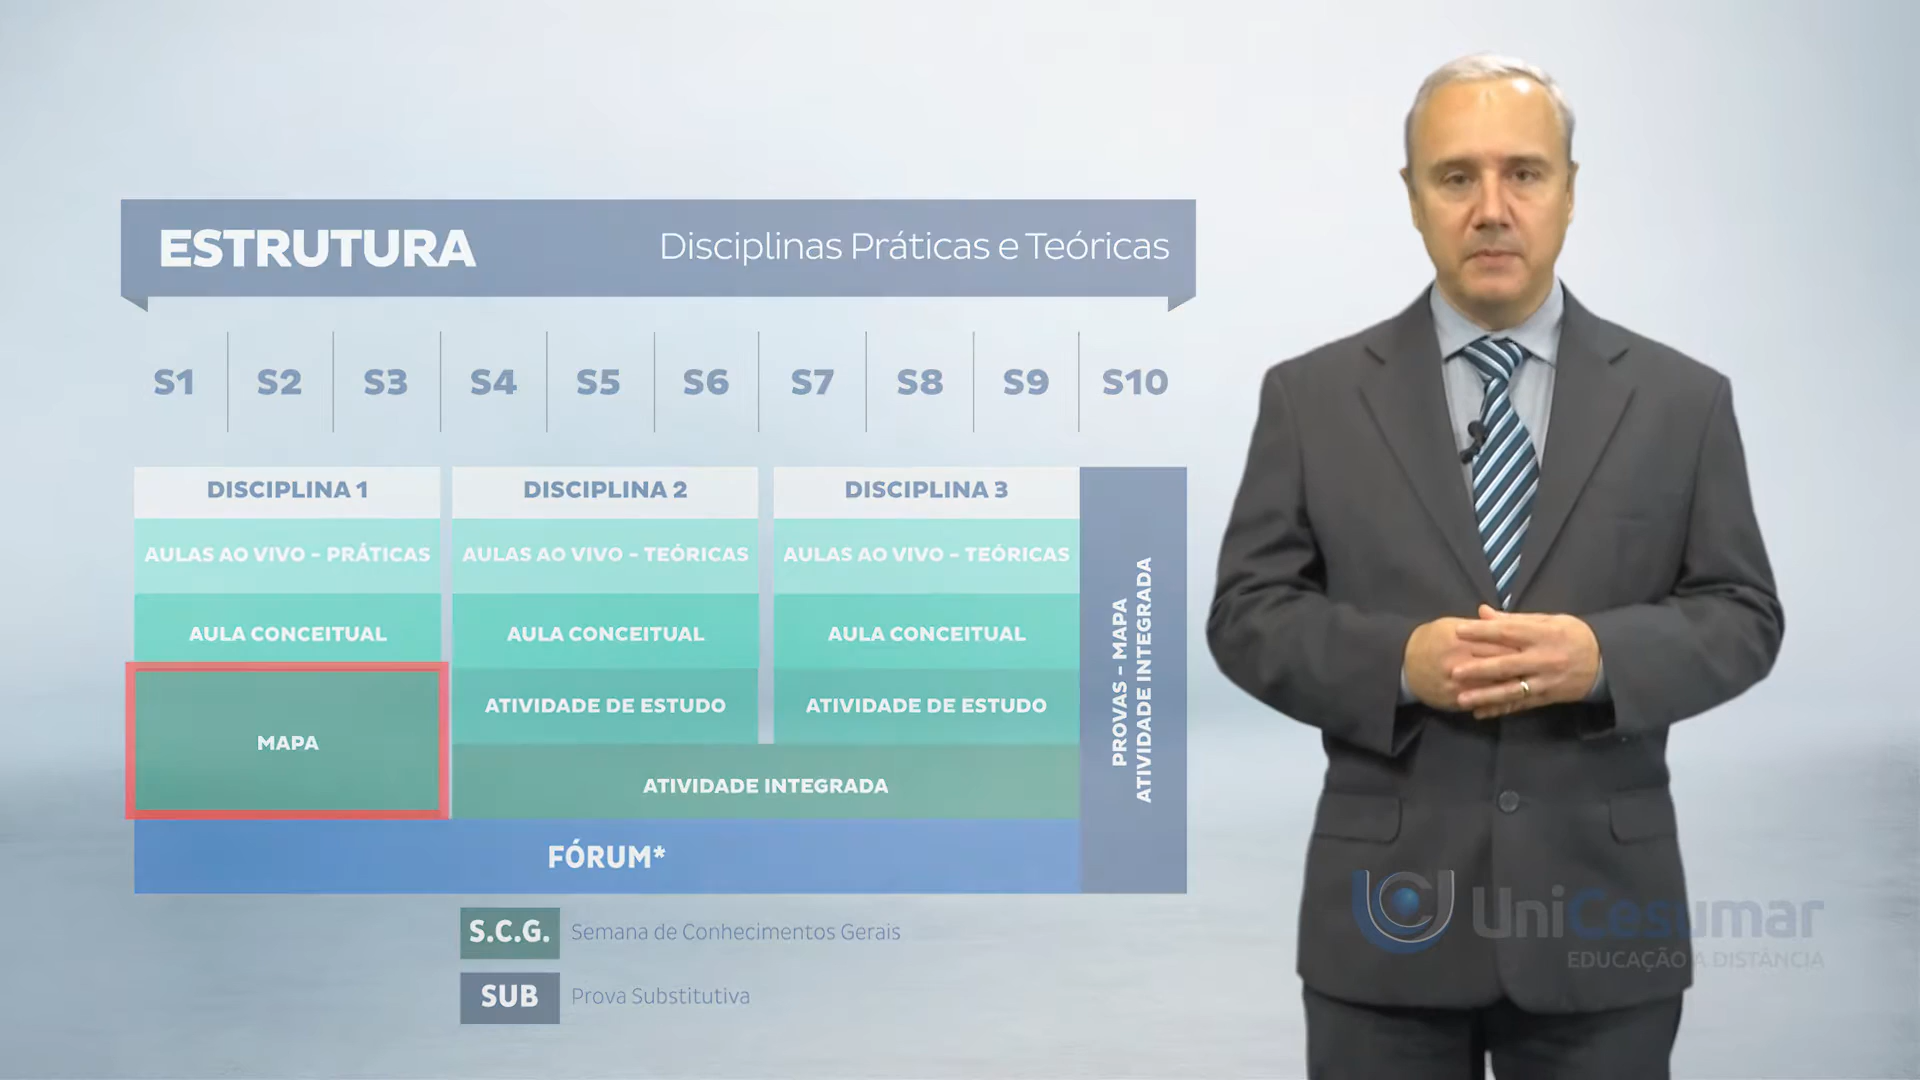 ESTRUTURA
Disciplinas Práticas e Teóricas
S1 S2 S3 S4 S5 S6 S7 S8 S9 S10
DISCIPLINA 1
DISCIPLINA 2
DISCIPLINA 3
AULAS AO VIVO - PRÁTICAS
AULAS AO VIVO - TEÓRICAS
AULAS AO VIVO - TEÓRICAS
AULA CONCEITUAL
AULA CONCEITUAL
AULA CONCEITUAL
MAPA
ATIVIDADE DE ESTUDO
ATIVIDADE DE ESTUDO
ATIVIDADE INTEGRADA
PROVAS - MAPA
ATIVIDADE INTEGRADA
FÓRUM*
S.C.G. Semana de Conhecimentos Gerais
SUB Prova Substitutiva
UniCesumar
EDUCAÇÃO A DISTÂNCIA